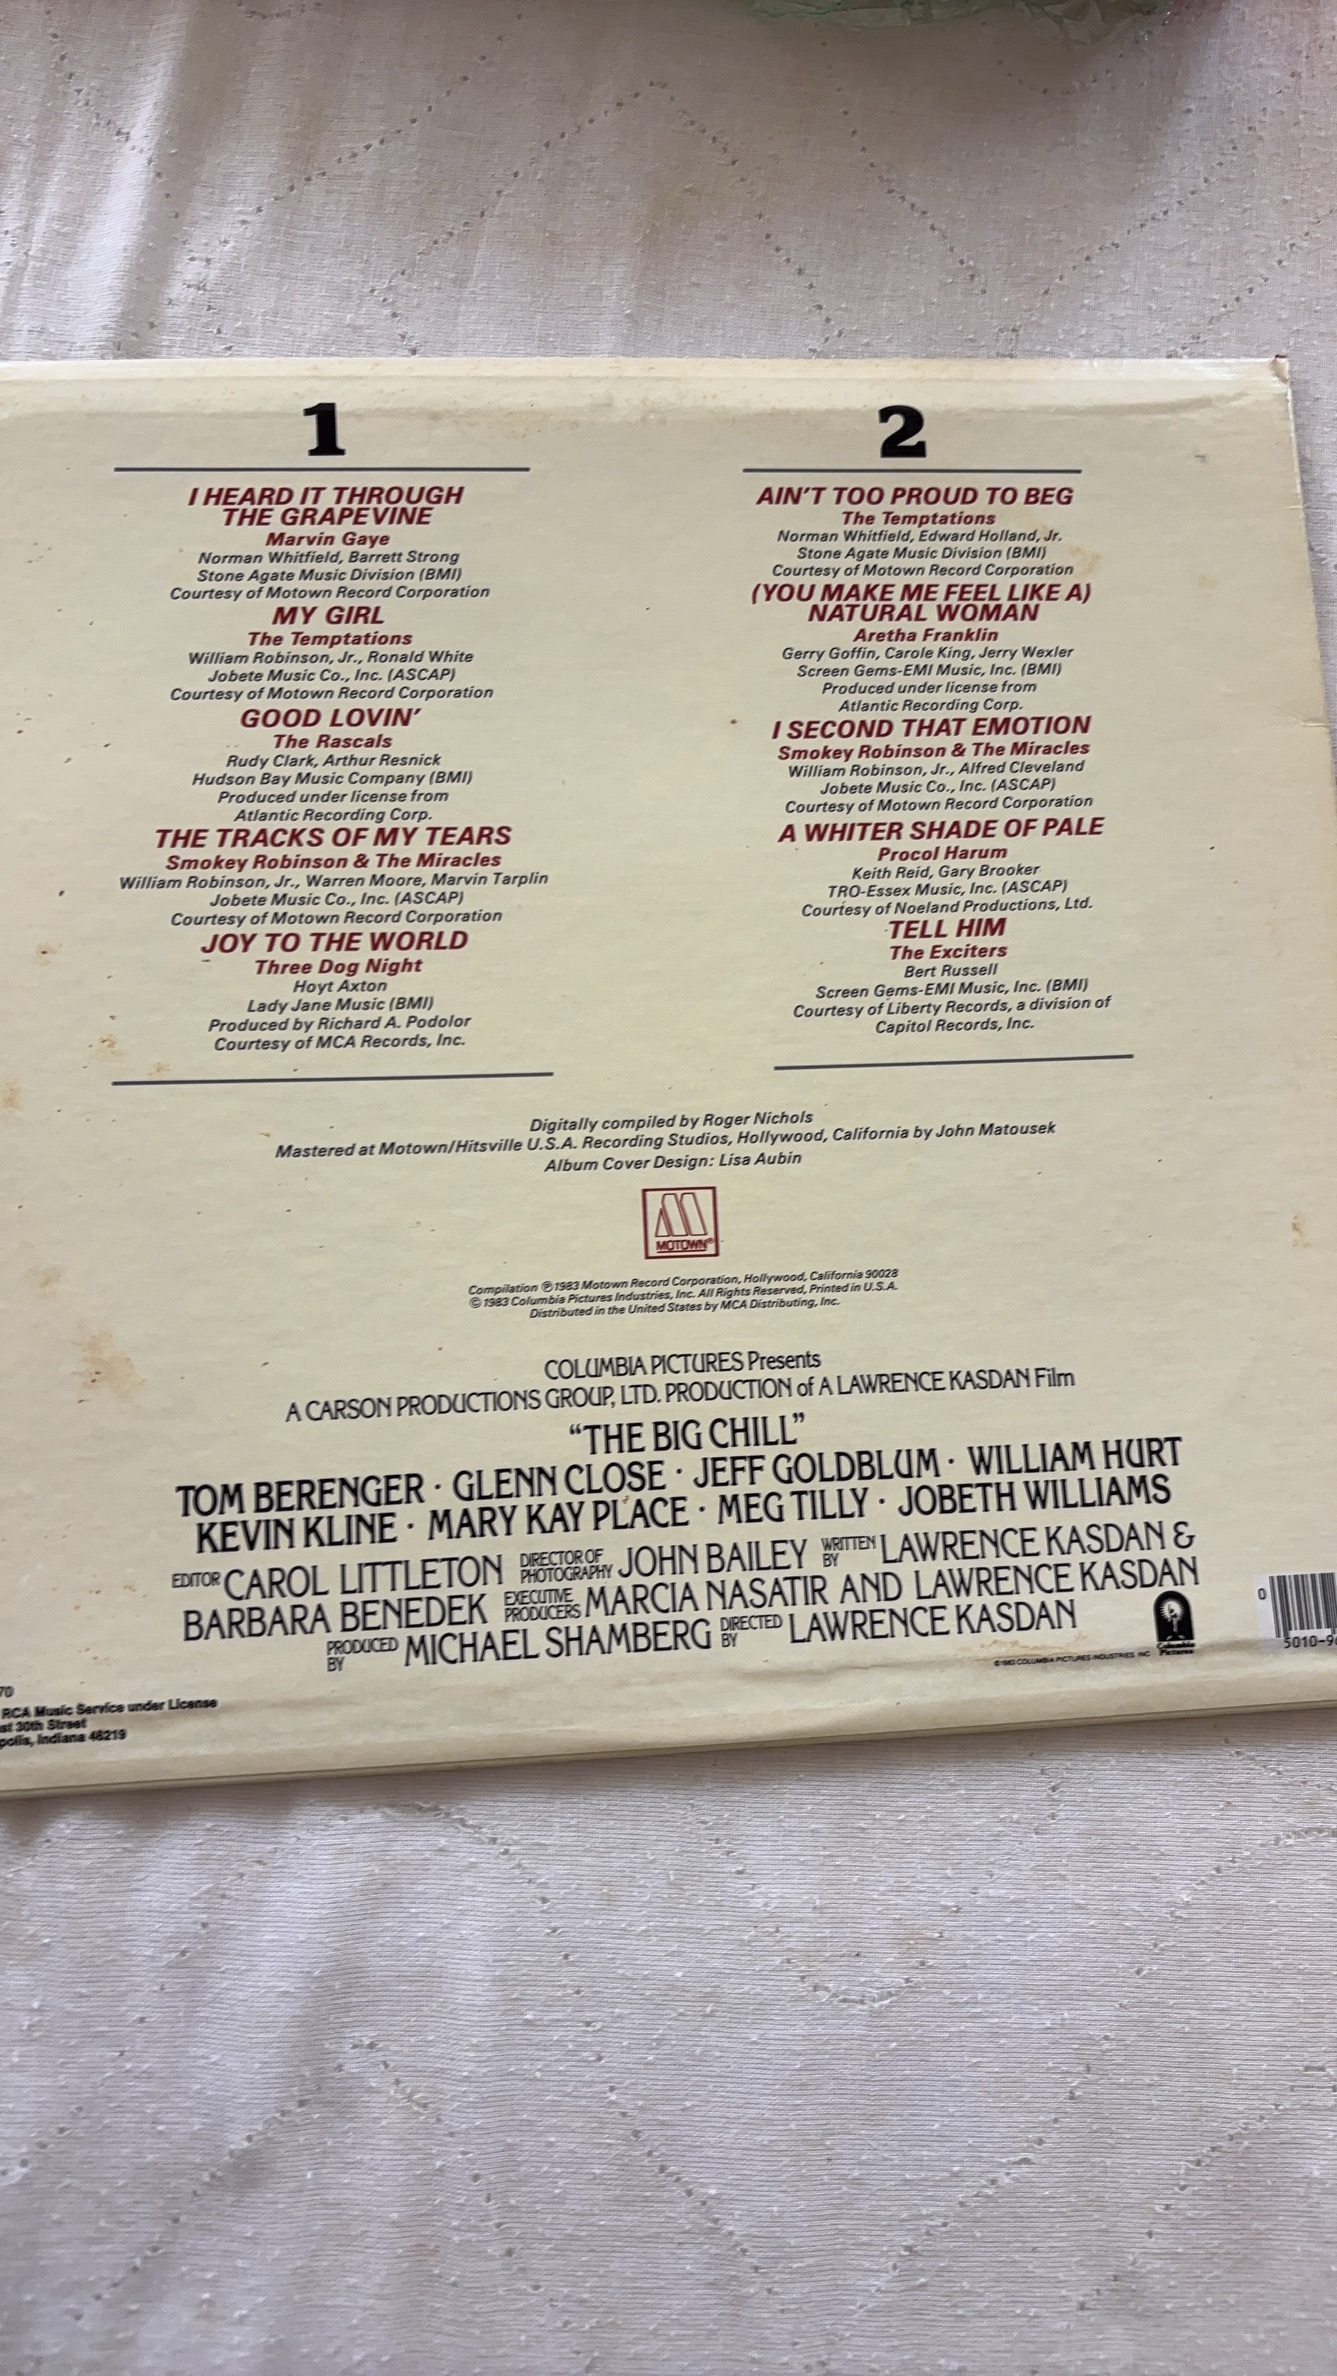 1
I HEARD IT THROUGH
THE GRAPEVINE
Marvin Gaye
Norman Whitfield, Barrett Strong
Stone Agate Music Division (BMI)
Courtesy of Motown Record Corporation
MY GIRL
The Temptations
William Robinson, Jr., Ronald White
Jobete Music Co., Inc. (ASCAP)
Courtesy of Motown Record Corporation
GOOD LOVIN'
The Rascals
Rudy Clark, Arthur Resnick
Hudson Bay Music Company (BMI)
Produced under license from
Atlantic Recording Corp.
THE TRACKS OF MY TEARS
Smokey Robinson & The Miracles
William Robinson, Jr., Warren Moore, Marvin Tarplin
Jobete Music Co., Inc. (ASCAP)
Courtesy of Motown Record Corporation
JOY TO THE WORLD
Three Dog Night
Hoyt Axton
Lady Jane Music (BMI)
Produced by Richard A. Podolor
Courtesy of MCA Records, Inc.
2
AIN'T TOO PROUD TO BEG
The Temptations
Norman Whitfield, Edward Holland, Jr.
Stone Agate Music Division (BMI)
Courtesy of Motown Record Corporation
(YOU MAKE ME FEEL LIKE A)
NATURAL WOMAN
Aretha Franklin
Gerry Goffin, Carole King, Jerry Wexler
Screen Gems-EMI Music, Inc. (BMI)
Produced under license from
Atlantic Recording Corp.
I SECOND THAT EMOTION
Smokey Robinson & The Miracles
William Robinson, Jr., Alfred Cleveland
Jobete Music Co., Inc. (ASCAP)
Courtesy of Motown Record Corporation
A WHITER SHADE OF PALE
Procol Harum
Keith Reid, Gary Brooker
TRO-Essex Music, Inc. (ASCAP)
Courtesy of Noeland Productions, Ltd.
TELL HIM
The Exciters
Bert Russell
Screen Gems-EMI Music, Inc. (BMI)
Courtesy of Liberty Records, a division of
Capitol Records, Inc.
Digitally compiled by Roger Nichols
Mastered at Motown/Hitsville U.S.A. Recording Studios, Hollywood, California by John Matousek
Album Cover Design: Lisa Aubin
MOTOWN®
Compilation ℗ 1983 Motown Record Corporation, Hollywood, California 90028
© 1983 Columbia Pictures Industries, Inc. All Rights Reserved, Printed in U.S.A.
Distributed in the United States by MCA Distributing, Inc.
COLUMBIA PICTURES Presents
A CARSON PRODUCTIONS GROUP, LTD. PRODUCTION of A LAWRENCE KASDAN Film
"THE BIG CHILL"
TOM BERENGER · GLENN CLOSE · JEFF GOLDBLUM · WILLIAM HURT
KEVIN KLINE · MARY KAY PLACE · MEG TILLY · JOBETH WILLIAMS
EDITOR CAROL LITTLETON DIRECTOR OF PHOTOGRAPHY JOHN BAILEY WRITTEN BY LAWRENCE KASDAN &
BARBARA BENEDEK EXECUTIVE PRODUCERS MARCIA NASATIR AND LAWRENCE KASDAN
PRODUCED BY MICHAEL SHAMBERG DIRECTED BY LAWRENCE KASDAN
Columbia
Pictures
© 1983 COLUMBIA PICTURES INDUSTRIES, INC.
0
5010-9
70
RCA Music Service under License
st 30th Street
polis, Indiana 46219